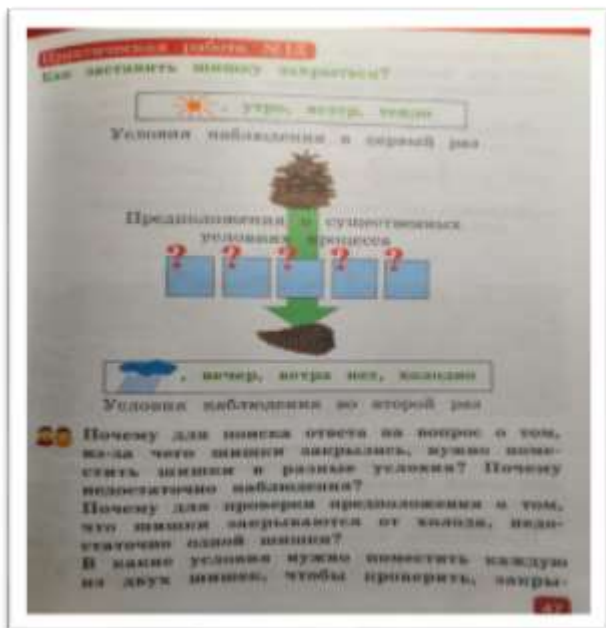 Практическая работа №12
Как заставить шишку закрыться?
, утро, ветер, тепло
Условия наблюдения в первый раз
Предположения о существенных
условиях процесса
? ? ? ? ?
, вечер, ветра нет, холодно
Условия наблюдения во второй раз
Почему для поиска ответа на вопрос о том,
из-за чего шишки закрылись, нужно поме-
стить шишки в разные условия? Почему
недостаточно наблюдения?
Почему для проверки предположения о том,
что шишки закрываются от холода, недо-
статочно одной шишки?
В какие условия нужно поместить каждую
из двух шишек, чтобы проверить, закры-
47